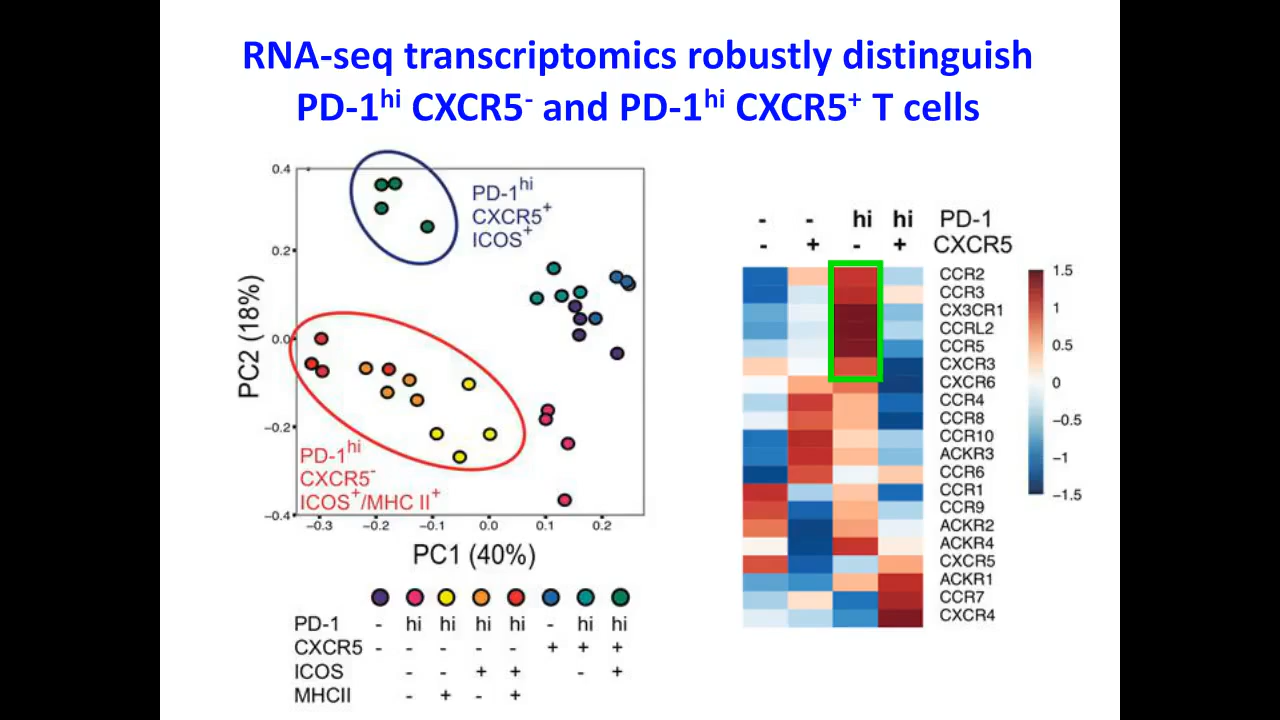 RNA-seq transcriptomics robustly distinguish
PD-1hi CXCR5- and PD-1hi CXCR5+ T cells
0.4
0.2
0.0
−0.2
−0.4
PC2 (18%)
PD-1hi
CXCR5+
ICOS+
PD-1hi
CXCR5-
ICOS+/MHC II+
−0.3 −0.2 −0.1 0.0 0.1 0.2
PC1 (40%)
PD-1 - hi hi hi hi - hi hi
CXCR5 - - - - - + + +
ICOS - - + + - +
MHCII - + - +
- - hi hi PD-1
- + - + CXCR5
CCR2
CCR3
CX3CR1
CCRL2
CCR5
CXCR3
CXCR6
CCR4
CCR8
CCR10
ACKR3
CCR6
CCR1
CCR9
ACKR2
ACKR4
CXCR5
ACKR1
CCR7
CXCR4
1.5
1
0.5
0
−0.5
−1
−1.5